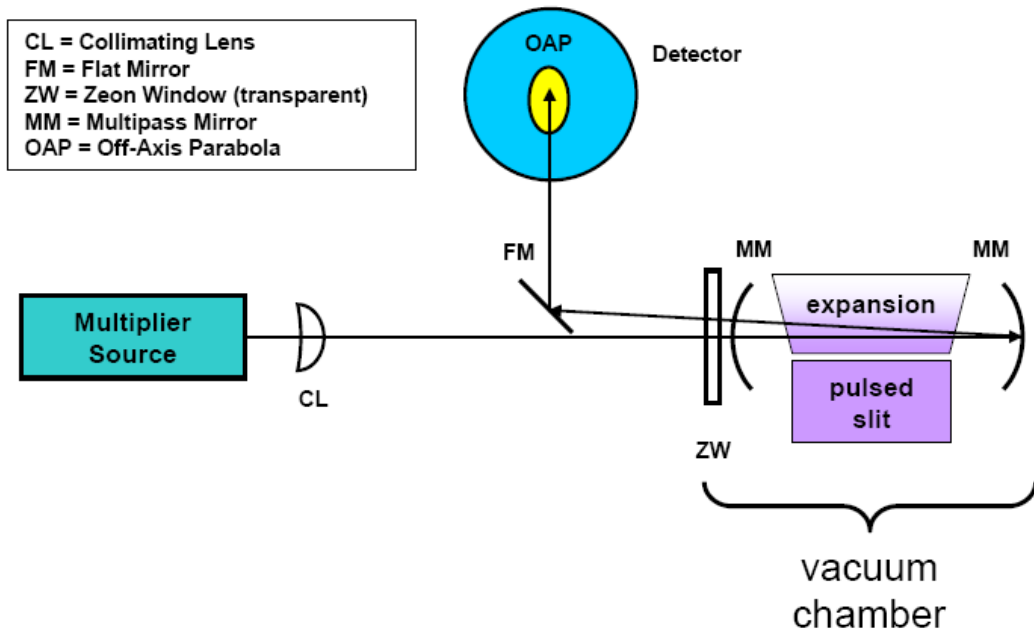 CL = Collimating Lens
FM = Flat Mirror
ZW = Zeon Window (transparent)
MM = Multipass Mirror
OAP = Off-Axis Parabola
OAP
Detector
FM
MM
MM
Multiplier
Source
expansion
CL
pulsed
slit
ZW
vacuum
chamber